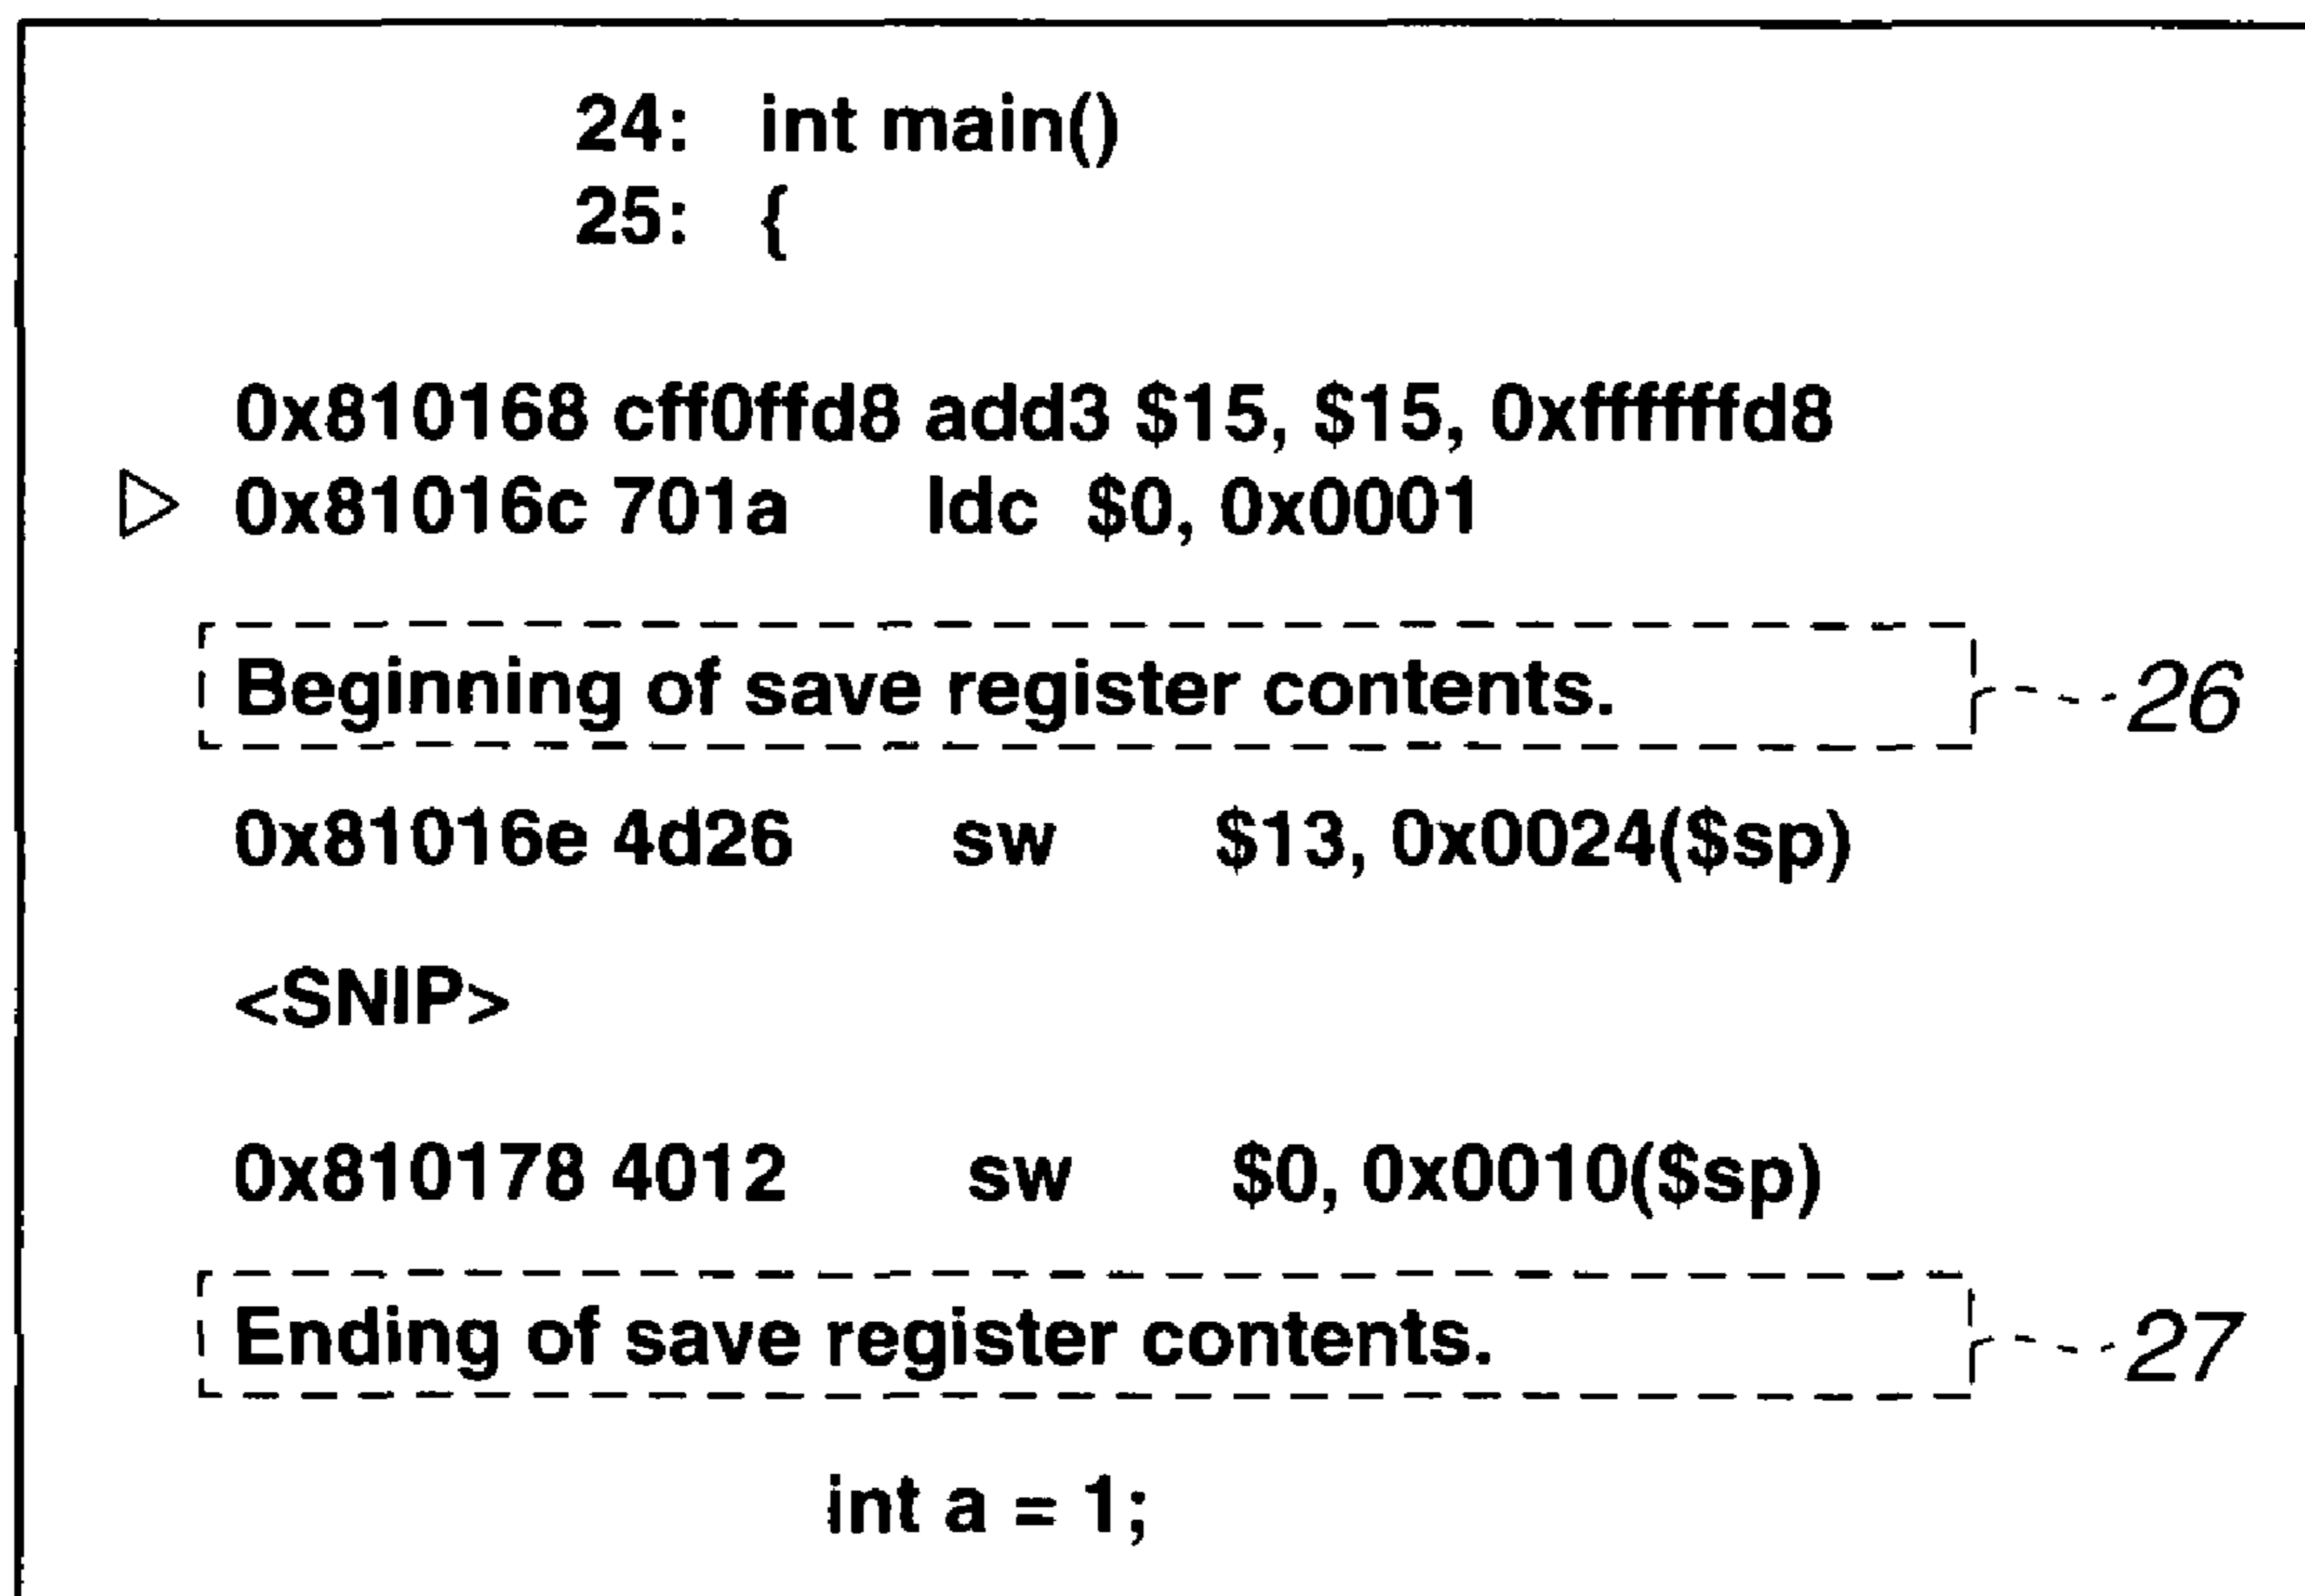 24: int main()
25: {
0x810168 cff0ffd8 add3 $15, $15, 0xffffffd8
0x81016c 701a ldc $0, 0x0001
Beginning of save register contents.
26
0x81016e 4d26 sw $13, 0x0024($sp)
<SNIP>
0x810178 4012 sw $0, 0x0010($sp)
Ending of save register contents.
27
int a = 1;